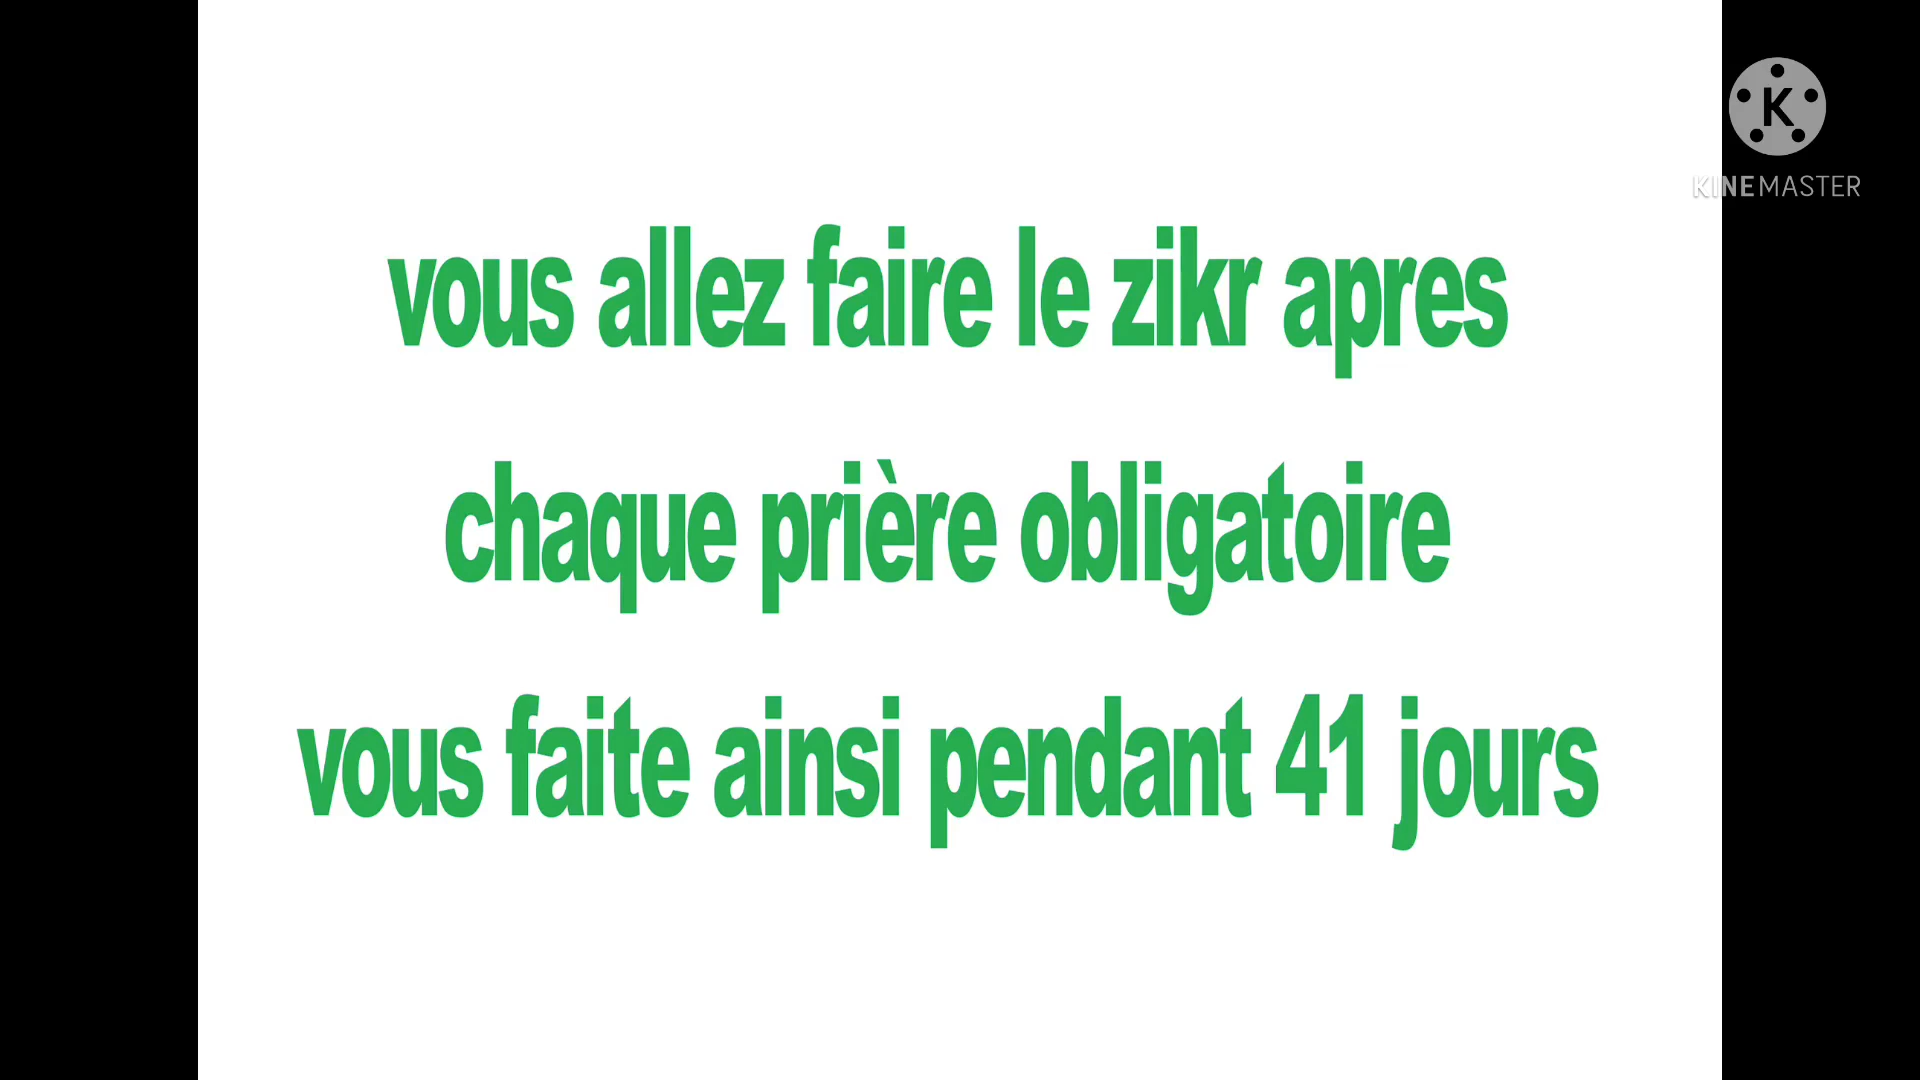 K
KINEMASTER
vous allez faire le zikr apres
chaque prière obligatoire
vous faite ainsi pendant 41 jours